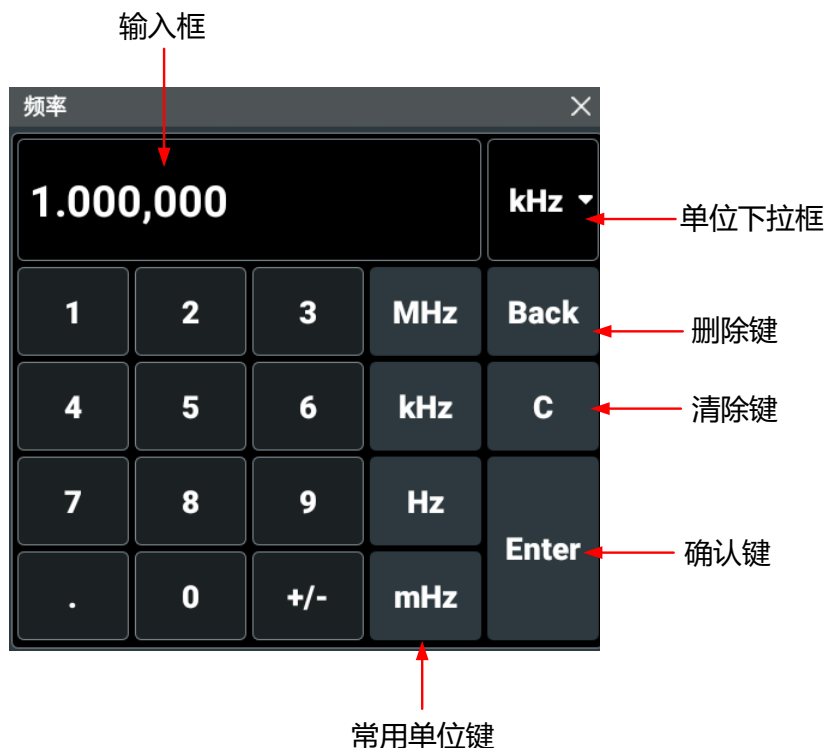 输入框
频率
1.000,000 kHz
单位下拉框
1 2 3 MHz Back
删除键
4 5 6 kHz C
清除键
7 8 9 Hz
Enter
确认键
. 0 +/- mHz
常用单位键